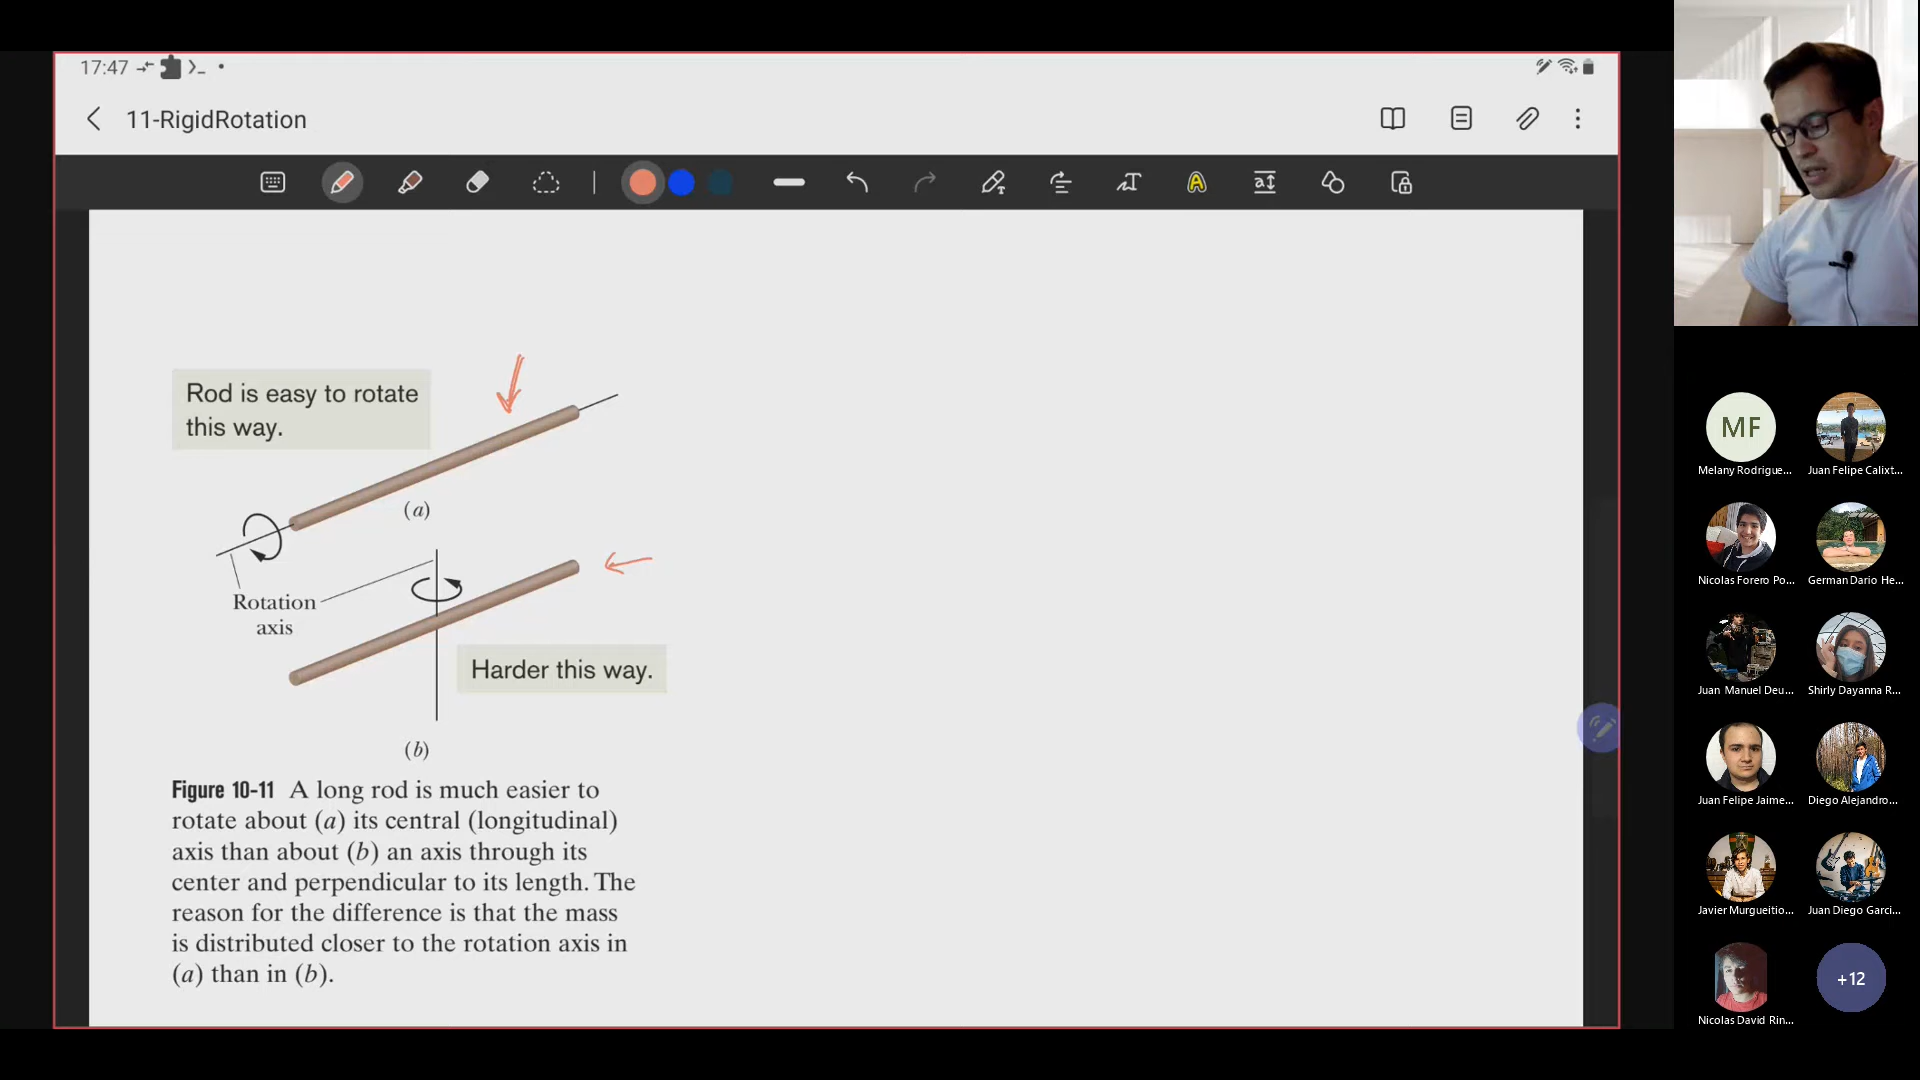 17:47
11-RigidRotation
Rod is easy to rotate
this way.
(a)
Rotation
axis
Harder this way.
(b)
Figure 10-11 A long rod is much easier to
rotate about (a) its central (longitudinal)
axis than about (b) an axis through its
center and perpendicular to its length. The
reason for the difference is that the mass
is distributed closer to the rotation axis in
(a) than in (b).
MF
Melany Rodrigue...
Juan Felipe Calixt...
Nicolas Forero Po...
German Dario He...
Juan Manuel Deu...
Shirly Dayanna R...
Juan Felipe Jaime...
Diego Alejandro...
Javier Murgueitio...
Juan Diego Garci...
Nicolas David Rin...
+12